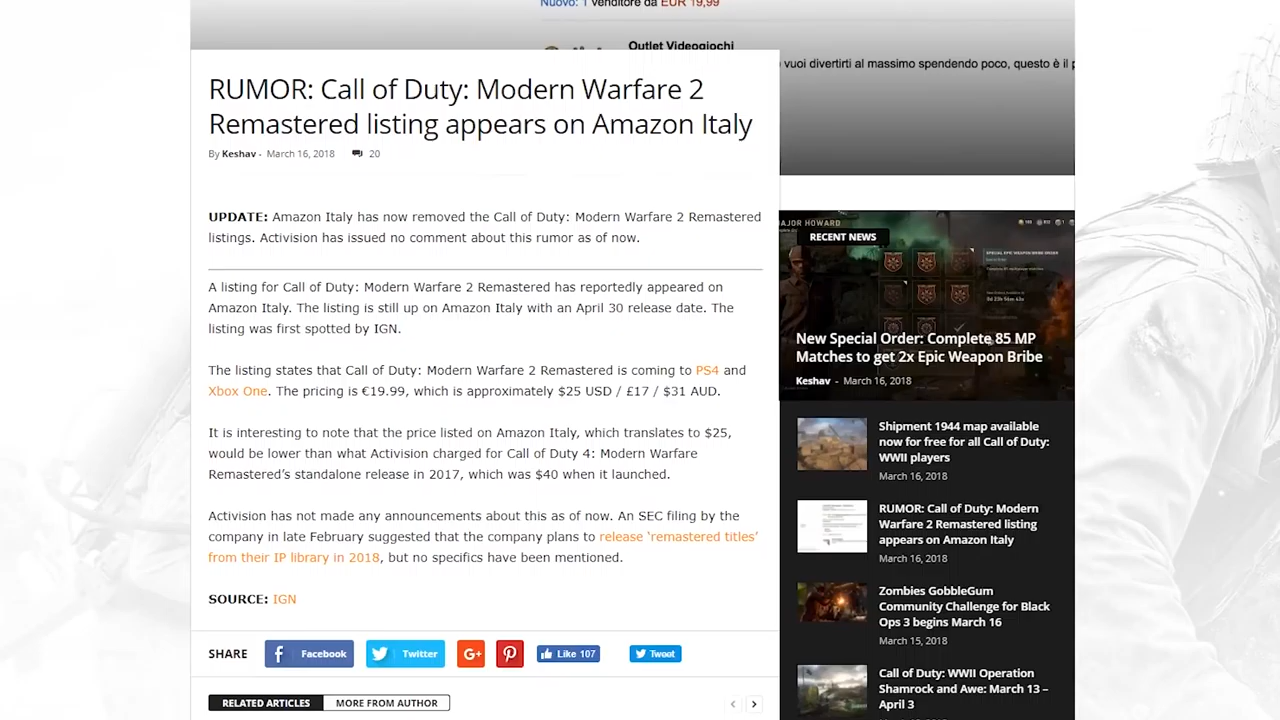 Nuovo: 1 venditore da EUR 19,99
Outlet Videogiochi
vuoi divertirti al massimo spendendo poco, questo è il
RUMOR: Call of Duty: Modern Warfare 2
Remastered listing appears on Amazon Italy
By Keshav - March 16, 2018 20
UPDATE: Amazon Italy has now removed the Call of Duty: Modern Warfare 2 Remastered
listings. Activision has issued no comment about this rumor as of now.
A listing for Call of Duty: Modern Warfare 2 Remastered has reportedly appeared on
Amazon Italy. The listing is still up on Amazon Italy with an April 30 release date. The
listing was first spotted by IGN.
The listing states that Call of Duty: Modern Warfare 2 Remastered is coming to PS4 and
Xbox One. The pricing is €19.99, which is approximately $25 USD / £17 / $31 AUD.
It is interesting to note that the price listed on Amazon Italy, which translates to $25,
would be lower than what Activision charged for Call of Duty 4: Modern Warfare
Remastered’s standalone release in 2017, which was $40 when it launched.
Activision has not made any announcements about this as of now. An SEC filing by the
company in late February suggested that the company plans to release ‘remastered titles’
from their IP library in 2018, but no specifics have been mentioned.
SOURCE: IGN
SHARE Facebook Twitter G+ Like 107 Tweet
RELATED ARTICLES MORE FROM AUTHOR
MAJOR HOWARD
RECENT NEWS
New Special Order: Complete 85 MP
Matches to get 2x Epic Weapon Bribe
Keshav - March 16, 2018
Shipment 1944 map available
now for free for all Call of Duty:
WWII players
March 16, 2018
RUMOR: Call of Duty: Modern
Warfare 2 Remastered listing
appears on Amazon Italy
March 16, 2018
Zombies GobbleGum
Community Challenge for Black
Ops 3 begins March 16
March 15, 2018
Call of Duty: WWII Operation
Shamrock and Awe: March 13 –
April 3